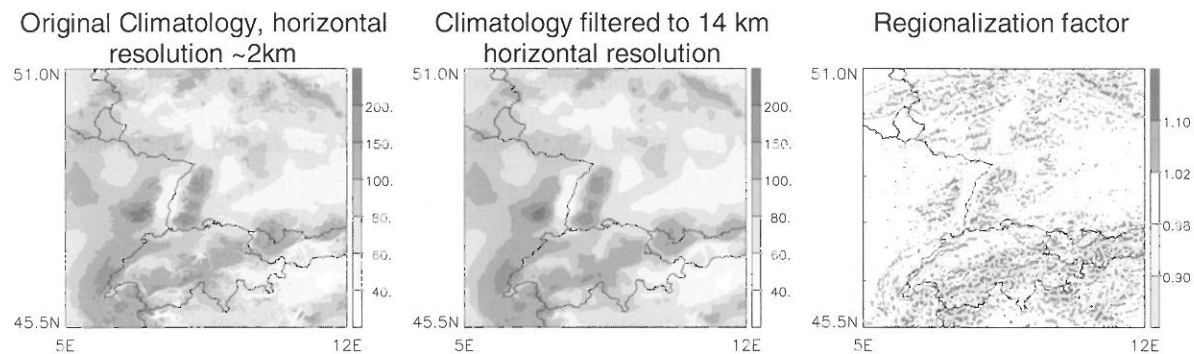 Original Climatology, horizontal
resolution ~2km
Climatology filtered to 14 km
horizontal resolution
Regionalization factor
51.0N
45.5N
5E
12E
200.
150.
100.
80.
60.
40.
51.0N
45.5N
5E
12E
200.
150.
100.
80.
60.
40.
51.0N
45.5N
5E
12E
1.10
1.02
0.98
0.90